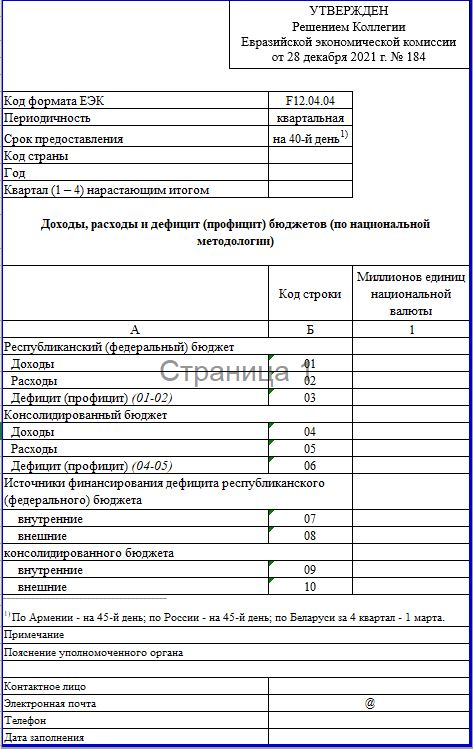 УТВЕРЖДЕН
Решением Коллегии
Евразийской экономической комиссии
от 28 декабря 2021 г. № 184
Код формата ЕЭК F12.04.04
Периодичность квартальная
Срок предоставления на 40-й день1)
Код страны
Год
Квартал (1 – 4) нарастающим итогом
Доходы, расходы и дефицит (профицит) бюджетов (по национальной
методологии)
Код строки Миллионов единиц
национальной
валюты
А Б 1
Республиканский (федеральный) бюджет
Доходы 01
Страница 1
Расходы 02
Дефицит (профицит) (01-02) 03
Консолидированный бюджет
Доходы 04
Расходы 05
Дефицит (профицит) (04-05) 06
Источники финансирования дефицита республиканского
(федерального) бюджета
внутренние 07
внешние 08
консолидированного бюджета
внутренние 09
внешние 10
1) По Армении - на 45-й день; по России - на 45-й день; по Беларуси за 4 квартал - 1 марта.
Примечание
Пояснение уполномоченного органа
Контактное лицо
Электронная почта @
Телефон
Дата заполнения